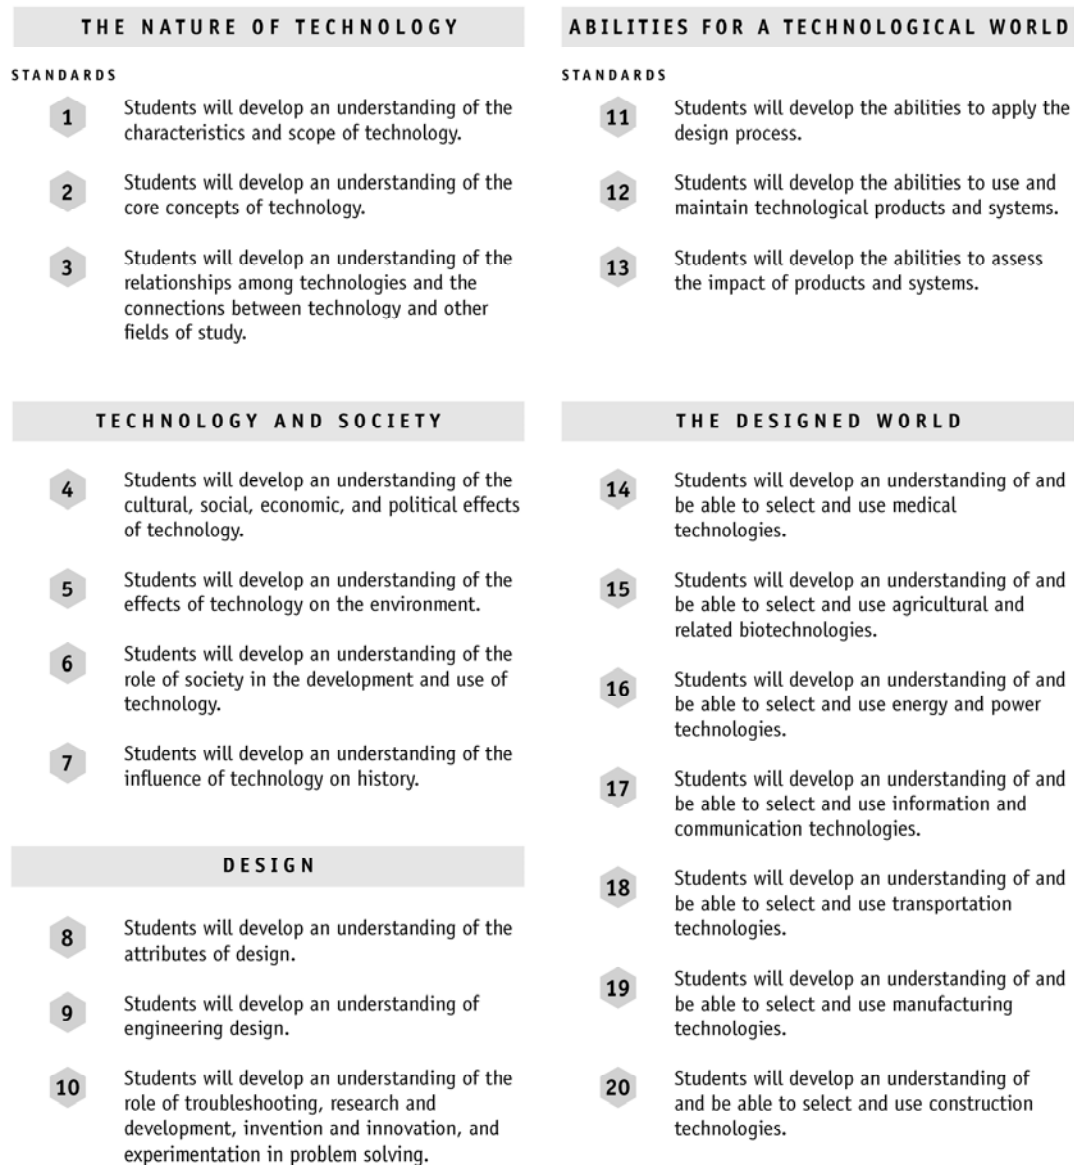 THE NATURE OF TECHNOLOGY
STANDARDS
1
Students will develop an understanding of the
characteristics and scope of technology.
2
Students will develop an understanding of the
core concepts of technology.
3
Students will develop an understanding of the
relationships among technologies and the
connections between technology and other
fields of study.
TECHNOLOGY AND SOCIETY
4
Students will develop an understanding of the
cultural, social, economic, and political effects
of technology.
5
Students will develop an understanding of the
effects of technology on the environment.
6
Students will develop an understanding of the
role of society in the development and use of
technology.
7
Students will develop an understanding of the
influence of technology on history.
DESIGN
8
Students will develop an understanding of the
attributes of design.
9
Students will develop an understanding of
engineering design.
10
Students will develop an understanding of the
role of troubleshooting, research and
development, invention and innovation, and
experimentation in problem solving.
ABILITIES FOR A TECHNOLOGICAL WORLD
STANDARDS
11
Students will develop the abilities to apply the
design process.
12
Students will develop the abilities to use and
maintain technological products and systems.
13
Students will develop the abilities to assess
the impact of products and systems.
THE DESIGNED WORLD
14
Students will develop an understanding of and
be able to select and use medical
technologies.
15
Students will develop an understanding of and
be able to select and use agricultural and
related biotechnologies.
16
Students will develop an understanding of and
be able to select and use energy and power
technologies.
17
Students will develop an understanding of and
be able to select and use information and
communication technologies.
18
Students will develop an understanding of and
be able to select and use transportation
technologies.
19
Students will develop an understanding of and
be able to select and use manufacturing
technologies.
20
Students will develop an understanding of
and be able to select and use construction
technologies.